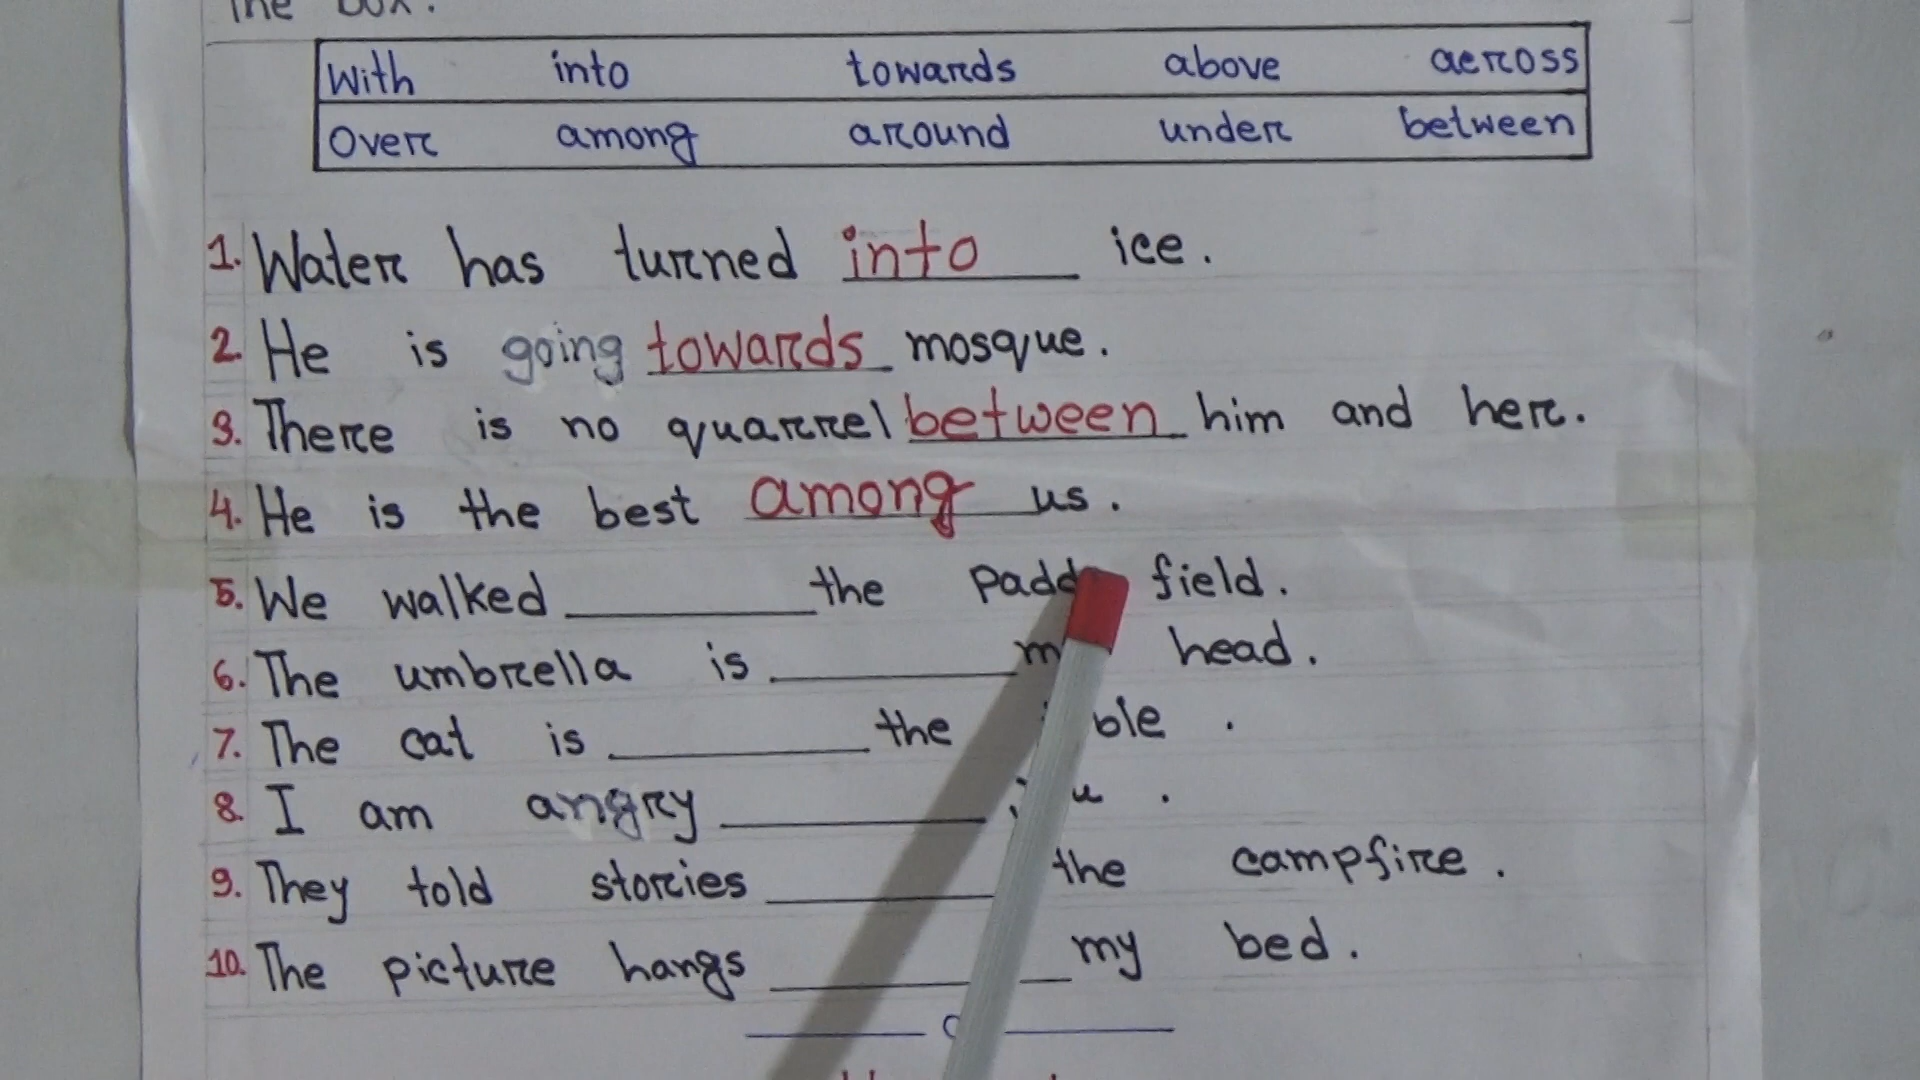 the box.
With into towards above across
Over among around under between
1. Water has turned into ice.
2. He is going towards mosque.
3. There is no quarrel between him and her.
4. He is the best among us.
5. We walked the field.
6. The umbrella is head.
7. The cat is the .
8. I am angry .
9. They told stories the campfire.
10. The picture hangs my bed.